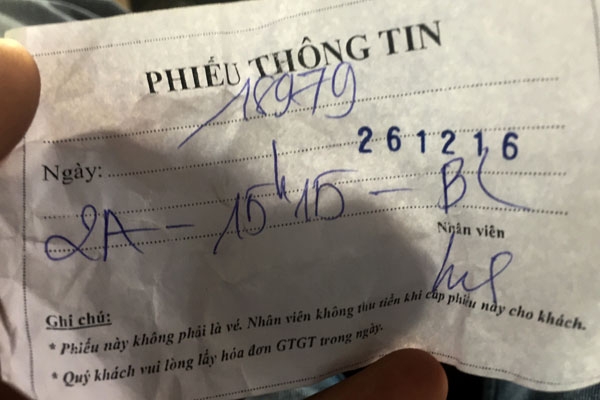 PHIẾU THÔNG TIN
18979
Ngày: 261216
2A - 15h15 - BL
Nhân viên
Ghi chú:
* Phiếu này không phải là vé. Nhân viên không thu tiền khi cấp phiếu này cho khách.
* Quý khách vui lòng lấy hóa đơn GTGT trong ngày.